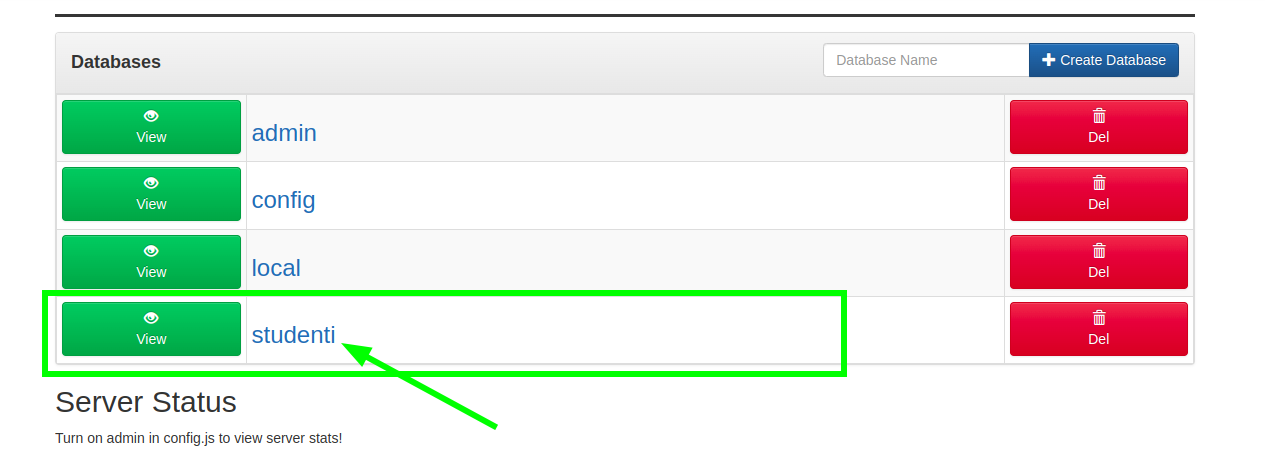 Databases
Database Name
Create Database
View
admin
Del
View
config
Del
View
local
Del
View
studenti
Del
Server Status
Turn on admin in config.js to view server stats!